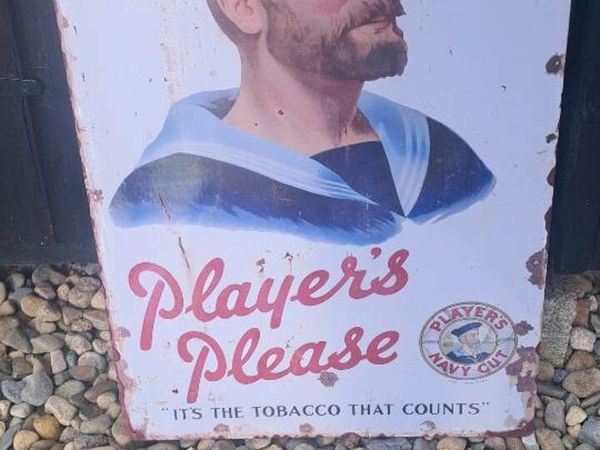 Player's
Please
PLAYER'S
NAVY CUT
"IT'S THE TOBACCO THAT COUNTS"